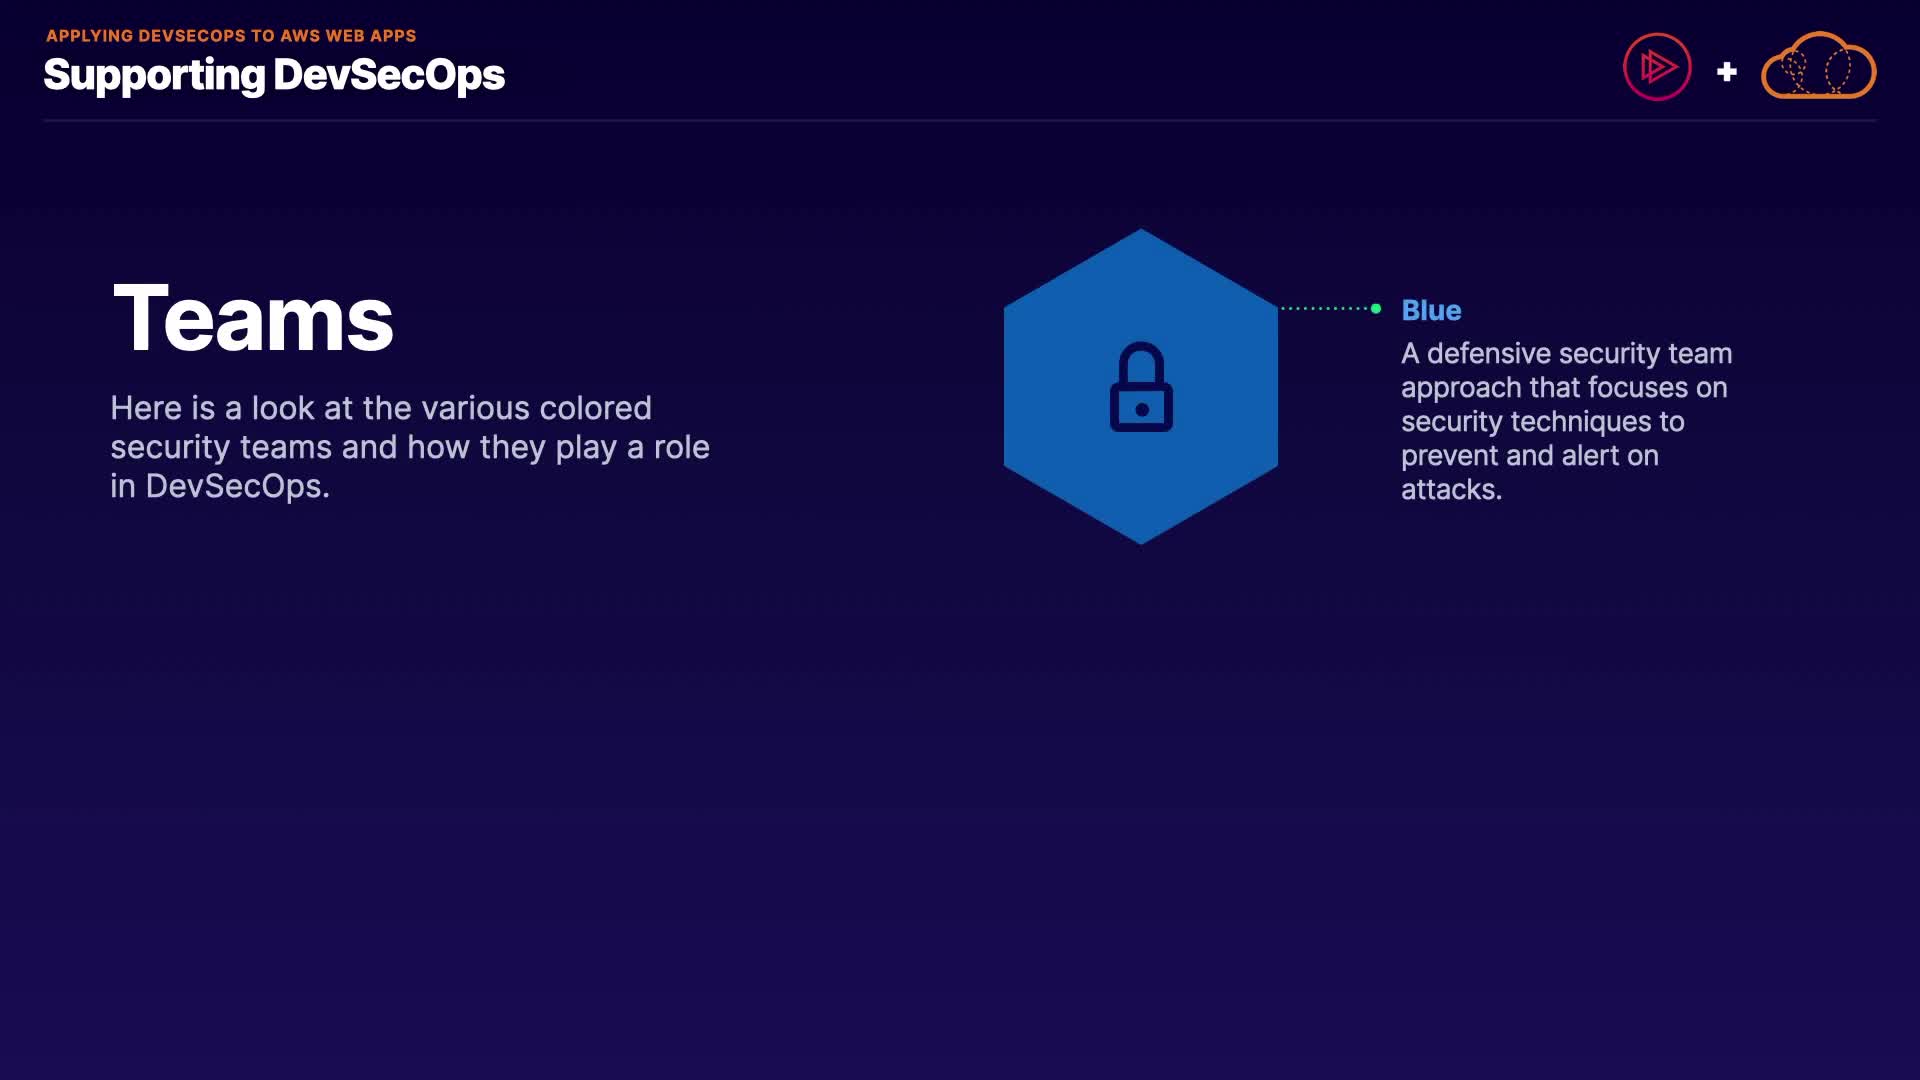 APPLYING DEVSECOPS TO AWS WEB APPS
Supporting DevSecOps
Teams
Here is a look at the various colored
security teams and how they play a role
in DevSecOps.
Blue
A defensive security team
approach that focuses on
security techniques to
prevent and alert on
attacks.